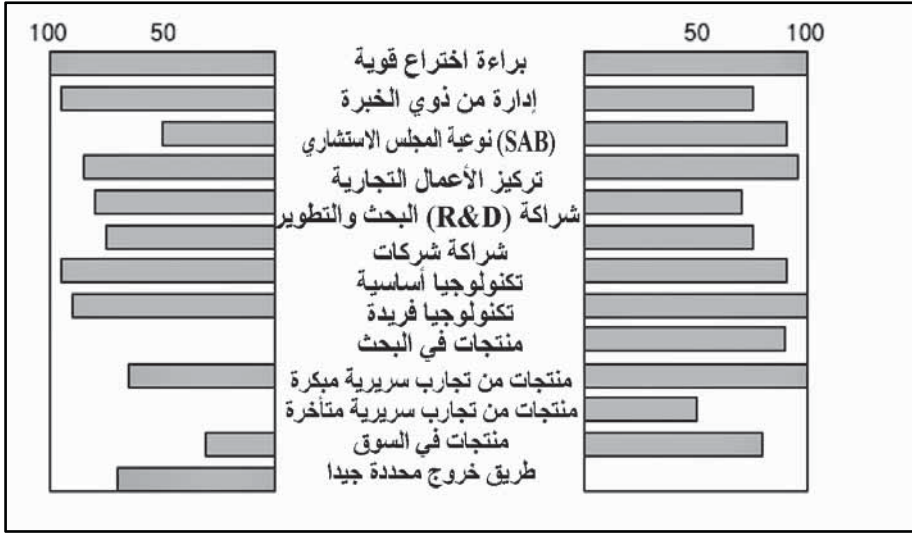 100 50 50 100
براءة اختراع قوية
إدارة من ذوي الخبرة
(SAB) نوعية المجلس الاستشاري
تركيز الأعمال التجارية
شراكة (R&D) البحث والتطوير
شراكة شركات
تكنولوجيا أساسية
تكنولوجيا فريدة
منتجات في البحث
منتجات من تجارب سريرية مبكرة
منتجات من تجارب سريرية متأخرة
منتجات في السوق
طريق خروج محددة جيدا